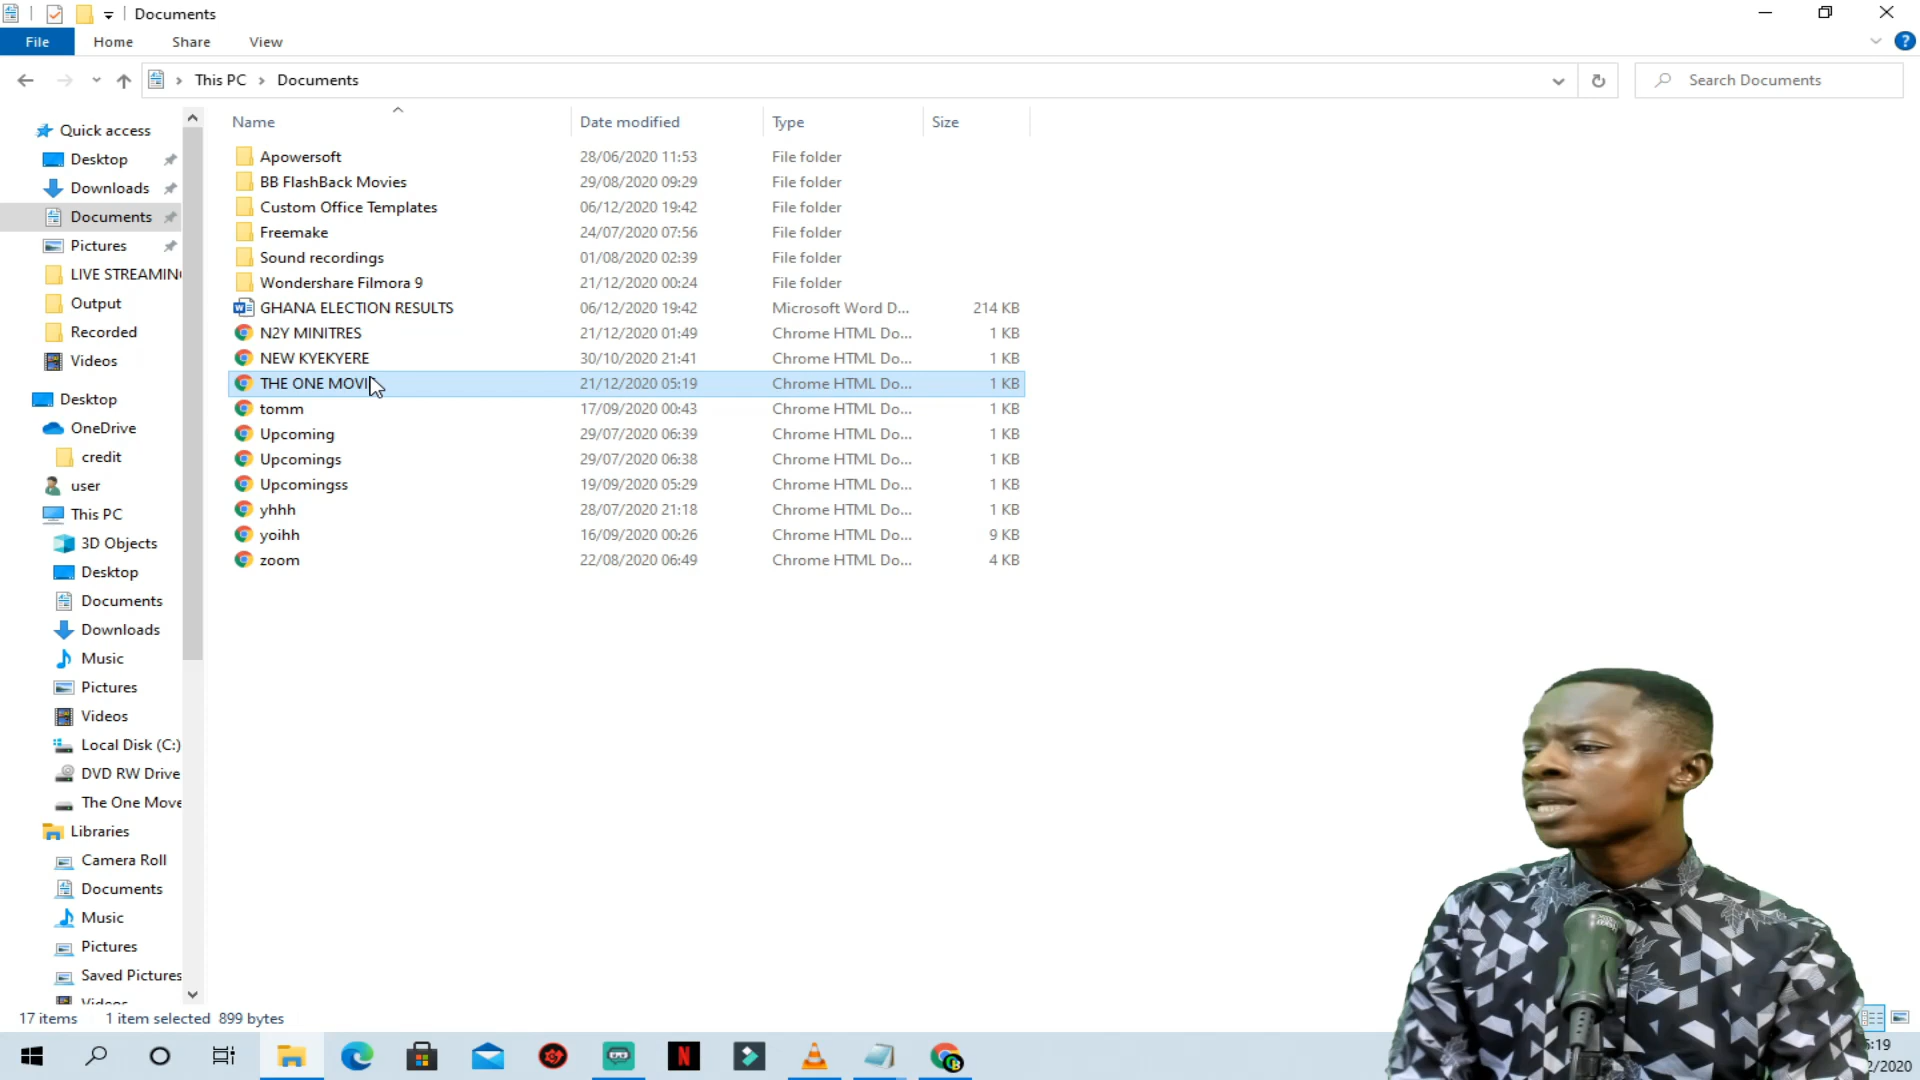 Documents
File Home Share View
This PC Documents
Search Documents
Name Date modified Type Size
Apowersoft 28/06/2020 11:53 File folder
BB FlashBack Movies 29/08/2020 09:29 File folder
Custom Office Templates 06/12/2020 19:42 File folder
Freemake 24/07/2020 07:56 File folder
Sound recordings 01/08/2020 02:39 File folder
Wondershare Filmora 9 21/12/2020 00:24 File folder
GHANA ELECTION RESULTS 06/12/2020 19:42 Microsoft Word D... 214 KB
N2Y MINITRES 21/12/2020 01:49 Chrome HTML Do... 1 KB
NEW KYEKYERE 30/10/2020 21:41 Chrome HTML Do... 1 KB
THE ONE MOVI 21/12/2020 05:19 Chrome HTML Do... 1 KB
tomm 17/09/2020 00:43 Chrome HTML Do... 1 KB
Upcoming 29/07/2020 06:39 Chrome HTML Do... 1 KB
Upcomings 29/07/2020 06:38 Chrome HTML Do... 1 KB
Upcomingss 19/09/2020 05:29 Chrome HTML Do... 1 KB
yhhh 28/07/2020 21:18 Chrome HTML Do... 1 KB
yoihh 16/09/2020 00:26 Chrome HTML Do... 9 KB
zoom 22/08/2020 06:49 Chrome HTML Do... 4 KB
Quick access
Desktop
Downloads
Documents
Pictures
LIVE STREAMIN
Output
Recorded
Videos
Desktop
OneDrive
credit
user
This PC
3D Objects
Desktop
Documents
Downloads
Music
Pictures
Videos
Local Disk (C:)
DVD RW Drive
The One Move
Libraries
Camera Roll
Documents
Music
Pictures
Saved Pictures
Videos
17 items 1 item selected 899 bytes
:19
/2020